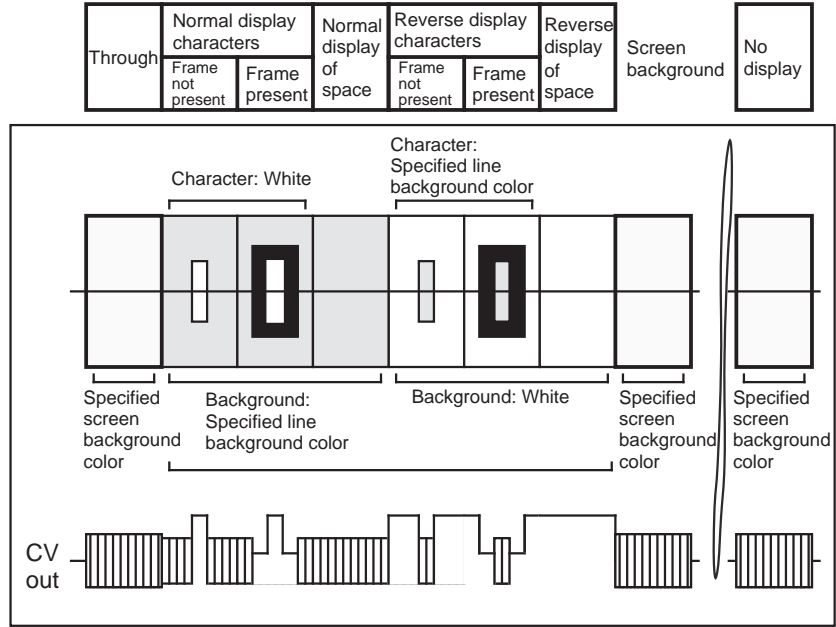 Through
Normal display
characters
Frame
not
present
Frame
present
Normal
display
of
space
Reverse display
characters
Frame
not
present
Frame
present
Reverse
display
of
space
Screen
background
No
display
Character: White
Character:
Specified line
background color
Specified
screen
background
color
Background:
Specified line
background color
Background: White
Specified
screen
background
color
Specified
screen
background
color
CV
out